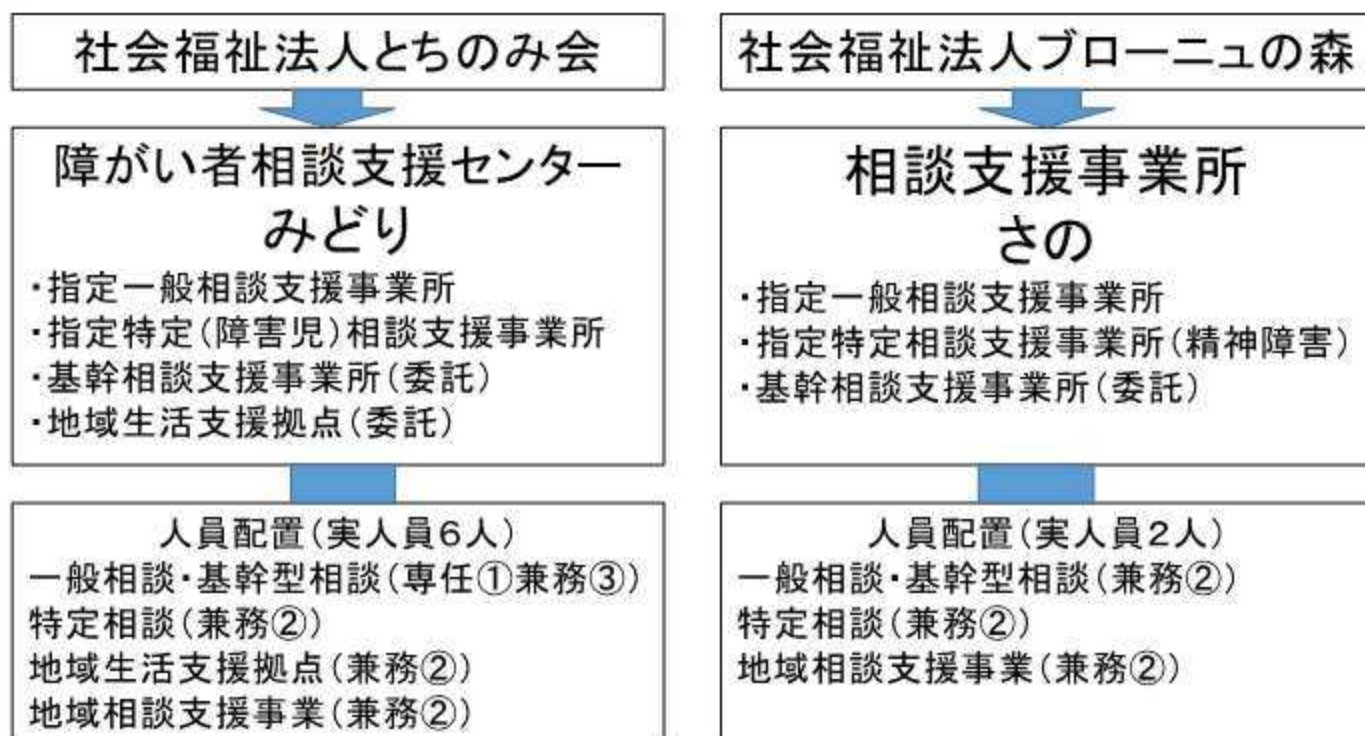 社会福祉法人とちのみ会
障がい者相談支援センター
みどり
・指定一般相談支援事業所
・指定特定(障害児)相談支援事業所
・基幹相談支援事業所(委託)
・地域生活支援拠点(委託)
人員配置(実人員6人)
一般相談・基幹型相談(専任①兼務③)
特定相談(兼務②)
地域生活支援拠点(兼務②)
地域相談支援事業(兼務②)
社会福祉法人ブローニュの森
相談支援事業所
さの
・指定一般相談支援事業所
・指定特定相談支援事業所(精神障害)
・基幹相談支援事業所(委託)
人員配置(実人員2人)
一般相談・基幹型相談(兼務②)
特定相談(兼務②)
地域相談支援事業(兼務②)